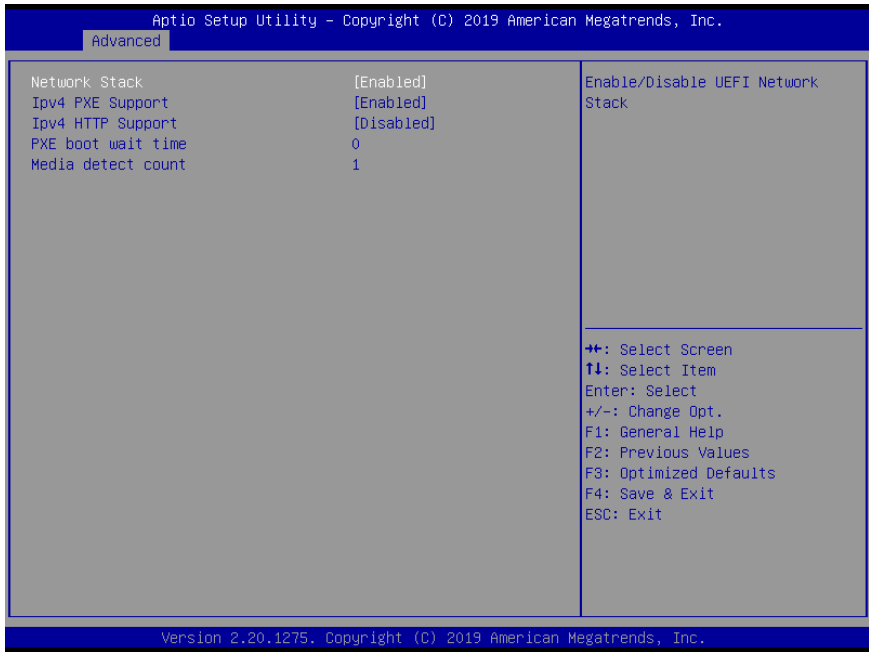 Aptio Setup Utility – Copyright (C) 2019 American Megatrends, Inc.
Advanced
Network Stack [Enabled]
Ipv4 PXE Support [Enabled]
Ipv4 HTTP Support [Disabled]
PXE boot wait time 0
Media detect count 1
Enable/Disable UEFI Network
Stack
→←: Select Screen
↑↓: Select Item
Enter: Select
+/-: Change Opt.
F1: General Help
F2: Previous Values
F3: Optimized Defaults
F4: Save & Exit
ESC: Exit
Version 2.20.1275. Copyright (C) 2019 American Megatrends, Inc.